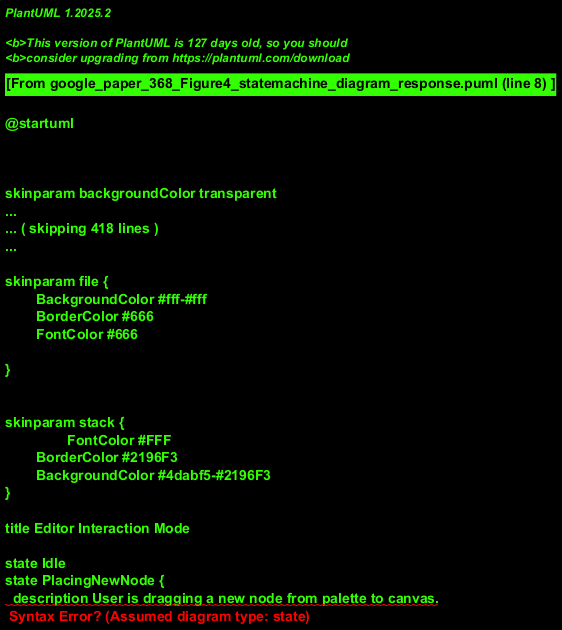 PlantUML 1.2025.2
<b>This version of PlantUML is 127 days old, so you should
<b>consider upgrading from https://plantuml.com/download
[From google_paper_368_Figure4_statemachine_diagram_response.puml (line 8) ]
@startuml
skinparam backgroundColor transparent
...
... ( skipping 418 lines )
...
skinparam file {
BackgroundColor #fff-#fff
BorderColor #666
FontColor #666
}
skinparam stack {
FontColor #FFF
BorderColor #2196F3
BackgroundColor #4dabf5-#2196F3
}
title Editor Interaction Mode
state Idle
state PlacingNewNode {
description User is dragging a new node from palette to canvas.
Syntax Error? (Assumed diagram type: state)